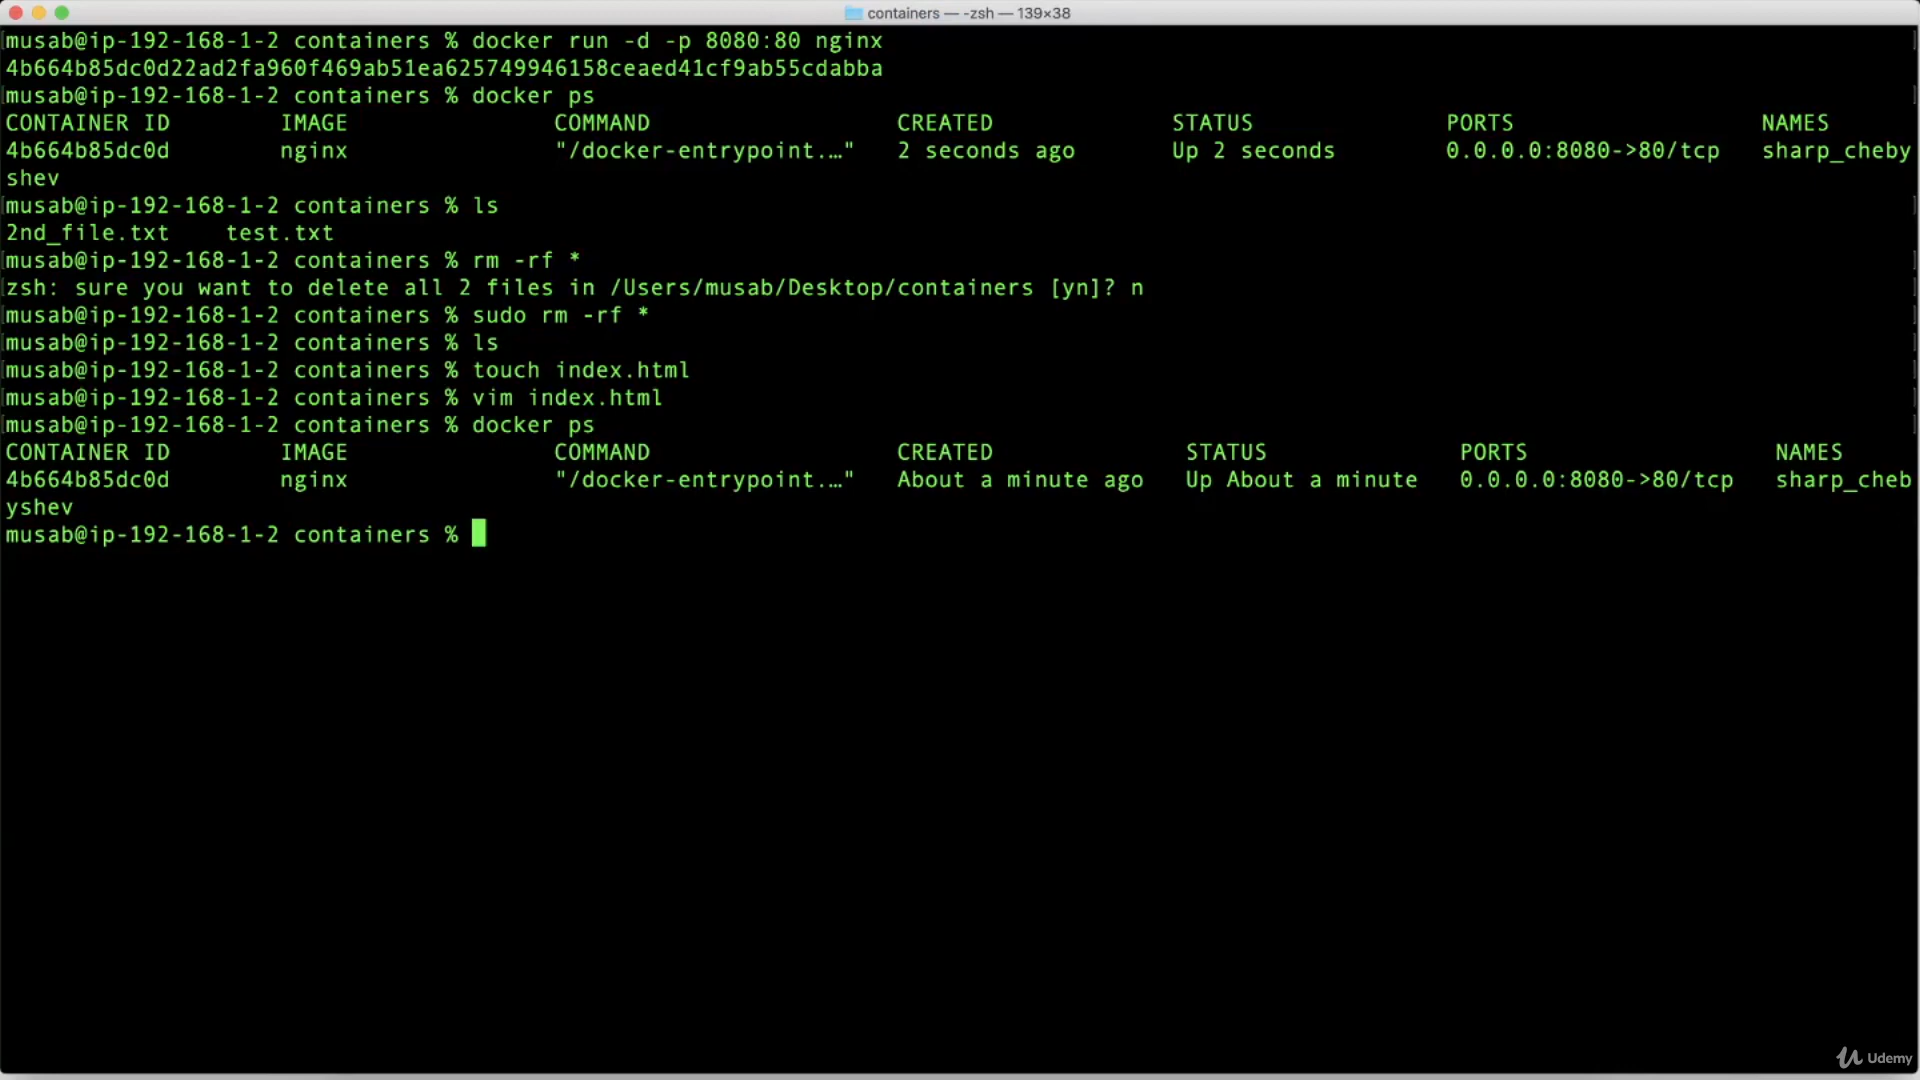 containers — -zsh — 139×38
musab@ip-192-168-1-2 containers % docker run -d -p 8080:80 nginx
4b664b85dc0d22ad2fa960f469ab51ea625749946158ceaed41cf9ab55cdabba
musab@ip-192-168-1-2 containers % docker ps
CONTAINER ID        IMAGE               COMMAND                  CREATED             STATUS              PORTS                  NAMES
4b664b85dc0d        nginx               "/docker-entrypoint.…"   2 seconds ago       Up 2 seconds        0.0.0.0:8080->80/tcp   sharp_cheby
shev
musab@ip-192-168-1-2 containers % ls
2nd_file.txt    test.txt
musab@ip-192-168-1-2 containers % rm -rf *
zsh: sure you want to delete all 2 files in /Users/musab/Desktop/containers [yn]? n
musab@ip-192-168-1-2 containers % sudo rm -rf *
musab@ip-192-168-1-2 containers % ls
musab@ip-192-168-1-2 containers % touch index.html
musab@ip-192-168-1-2 containers % vim index.html
musab@ip-192-168-1-2 containers % docker ps
CONTAINER ID        IMAGE               COMMAND                  CREATED              STATUS              PORTS                  NAMES
4b664b85dc0d        nginx               "/docker-entrypoint.…"   About a minute ago   Up About a minute   0.0.0.0:8080->80/tcp   sharp_cheb
yshev
musab@ip-192-168-1-2 containers %
Udemy